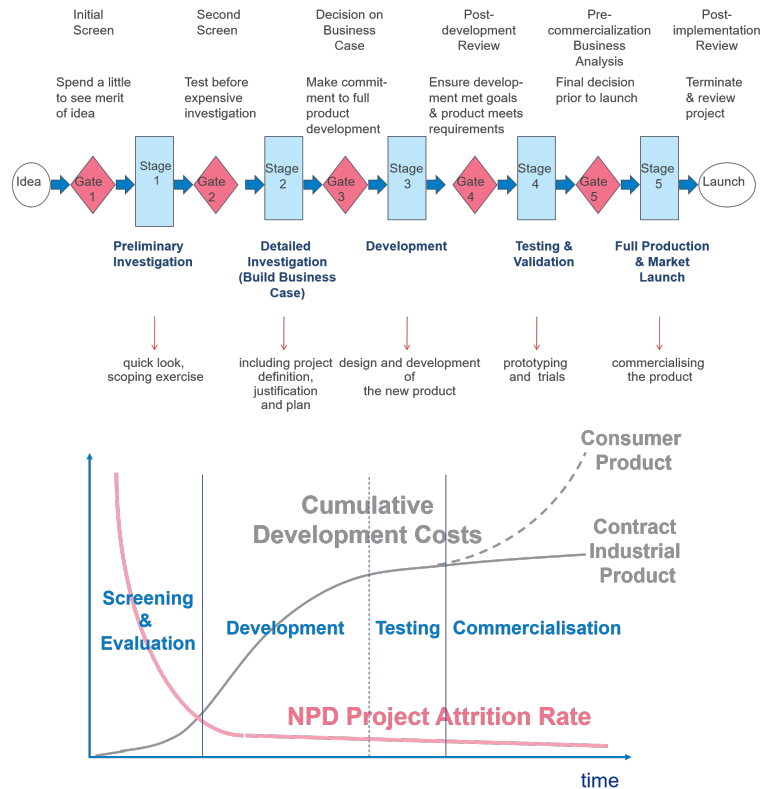 Initial
Screen
Second
Screen
Decision on
Business
Case
Post-
development
Review
Pre-
commercialization
Business
Analysis
Post-
implementation
Review
Spend a little
to see merit
of idea
Test before
expensive
investigation
Make commit-
ment to full
product
development
Ensure develop-
ment met goals
& product meets
requirements
Final decision
prior to launch
Terminate
& review
project
Idea
Gate
1
Stage
1
Gate
2
Stage
2
Gate
3
Stage
3
Gate
4
Stage
4
Gate
5
Stage
5
Launch
Preliminary
Investigation
Detailed
Investigation
(Build Business
Case)
Development
Testing &
Validation
Full Production
& Market
Launch
quick look,
scoping exercise
including project
definition,
justification
and plan
design and development
of
the new product
prototyping
and trials
commercialising
the product
Consumer
Product
Cumulative
Development Costs
Contract
Industrial
Product
Screening
&
Evaluation
Development
Testing
Commercialisation
NPD Project Attrition Rate
time